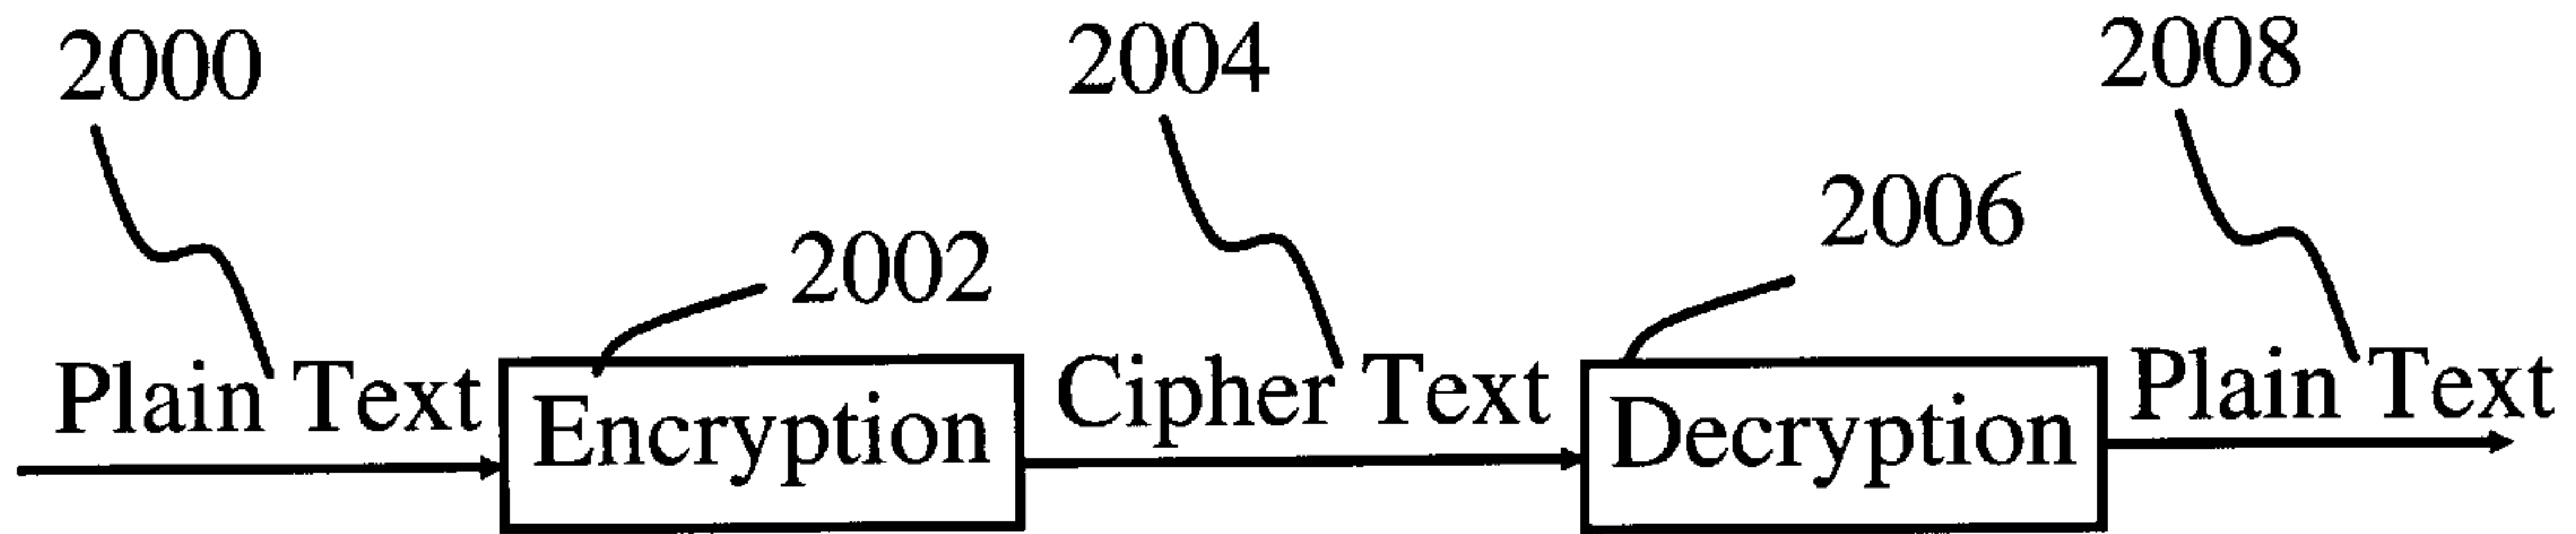 2000
2004
2008
2002
2006
Plain Text
Encryption
Cipher Text
Decryption
Plain Text